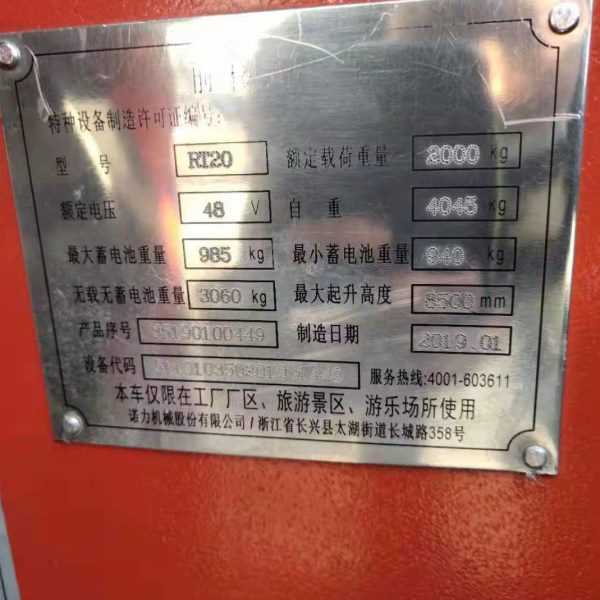 前
特种设备制造许可证编号:
型 号 RT20 额定载荷重量 2000 kg
额定电压 48 V 自 重 4045 kg
最大蓄电池重量 985 kg 最小蓄电池重量 940 kg
无载无蓄电池重量 3060 kg 最大起升高度 8500 mm
产品序号 35190100449 制造日期 2019.01
设备代码 服务热线:4001-603611
本车仅限在工厂厂区、旅游景区、游乐场所使用
诺力机械股份有限公司/浙江省长兴县太湖街道长城路358号